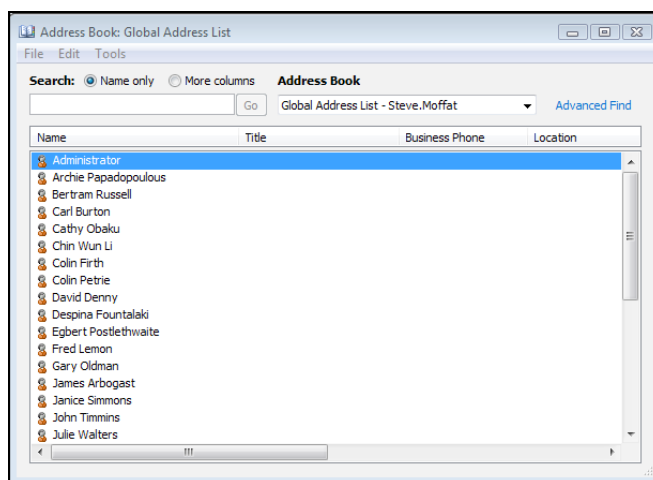 Address Book: Global Address List
File Edit Tools
Search: Name only More columns Address Book
Go Global Address List - Steve.Moffat Advanced Find
Name Title Business Phone Location
Administrator
Archie Papadopoulous
Bertram Russell
Carl Burton
Cathy Obaku
Chin Wun Li
Colin Firth
Colin Petrie
David Denny
Despina Fountalaki
Egbert Postlethwaite
Fred Lemon
Gary Oldman
James Arbogast
Janice Simmons
John Timmins
Julie Walters